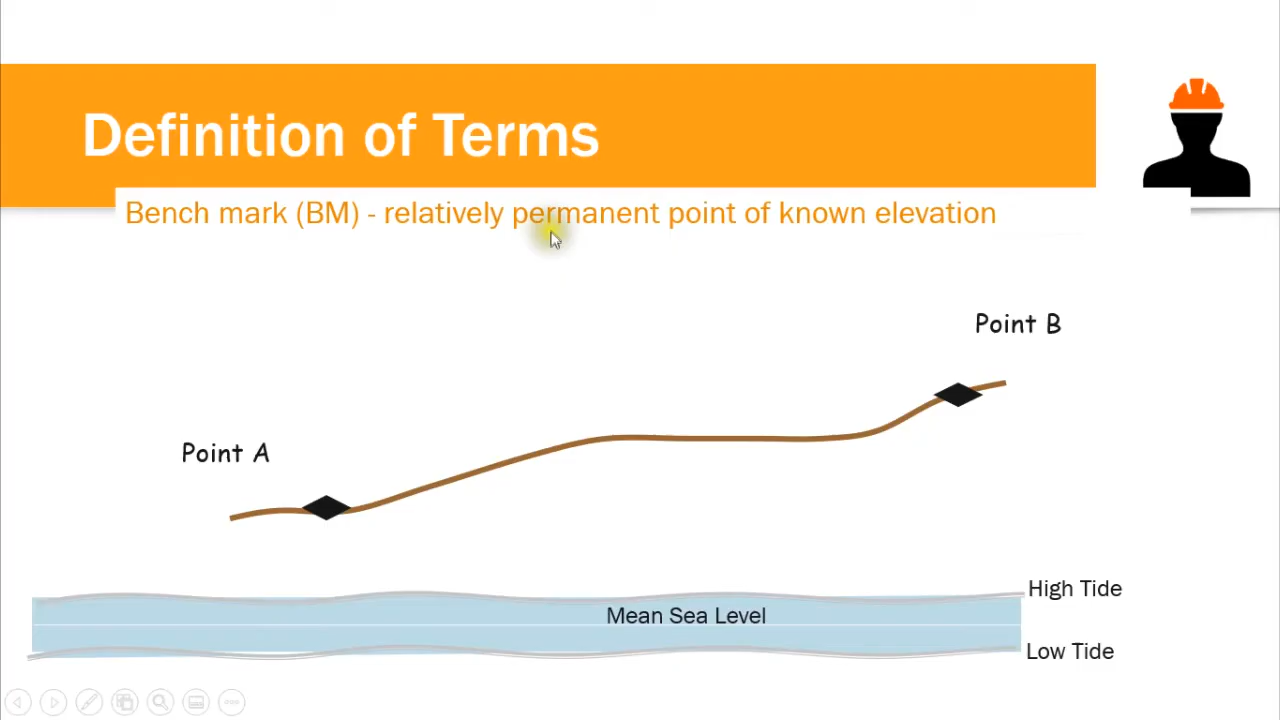 Definition of Terms
Bench mark (BM) - relatively permanent point of known elevation
Point B
Point A
High Tide
Mean Sea Level
Low Tide